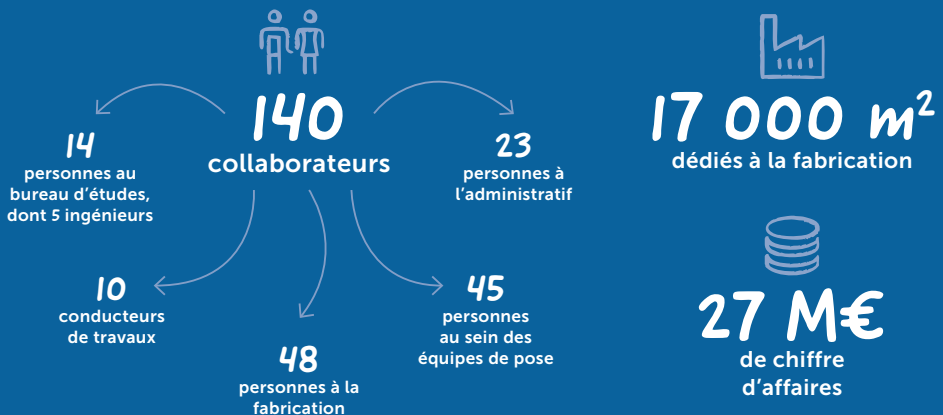 140
collaborateurs
14
personnes au
bureau d’études,
dont 5 ingénieurs
23
personnes à
l’administratif
10
conducteurs
de travaux
48
personnes à la
fabrication
45
personnes
au sein des
équipes de pose
17 000 m²
dédiés à la fabrication
27 M€
de chiffre
d’affaires